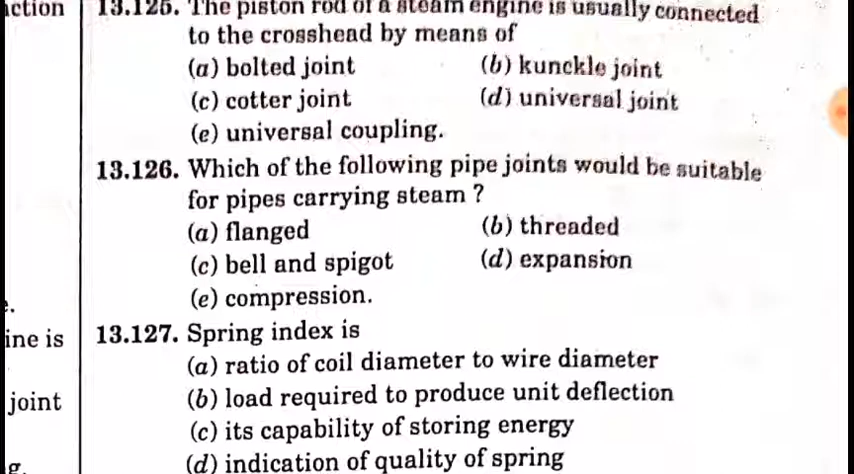 ction
13.125. The piston rod of a steam engine is usually connected
to the crosshead by means of
(a) bolted joint (b) kunckle joint
(c) cotter joint (d) universal joint
(e) universal coupling.
13.126. Which of the following pipe joints would be suitable
for pipes carrying steam ?
(a) flanged (b) threaded
(c) bell and spigot (d) expansion
(e) compression.
e.
ine is
13.127. Spring index is
(a) ratio of coil diameter to wire diameter
joint
(b) load required to produce unit deflection
(c) its capability of storing energy
g.
(d) indication of quality of spring